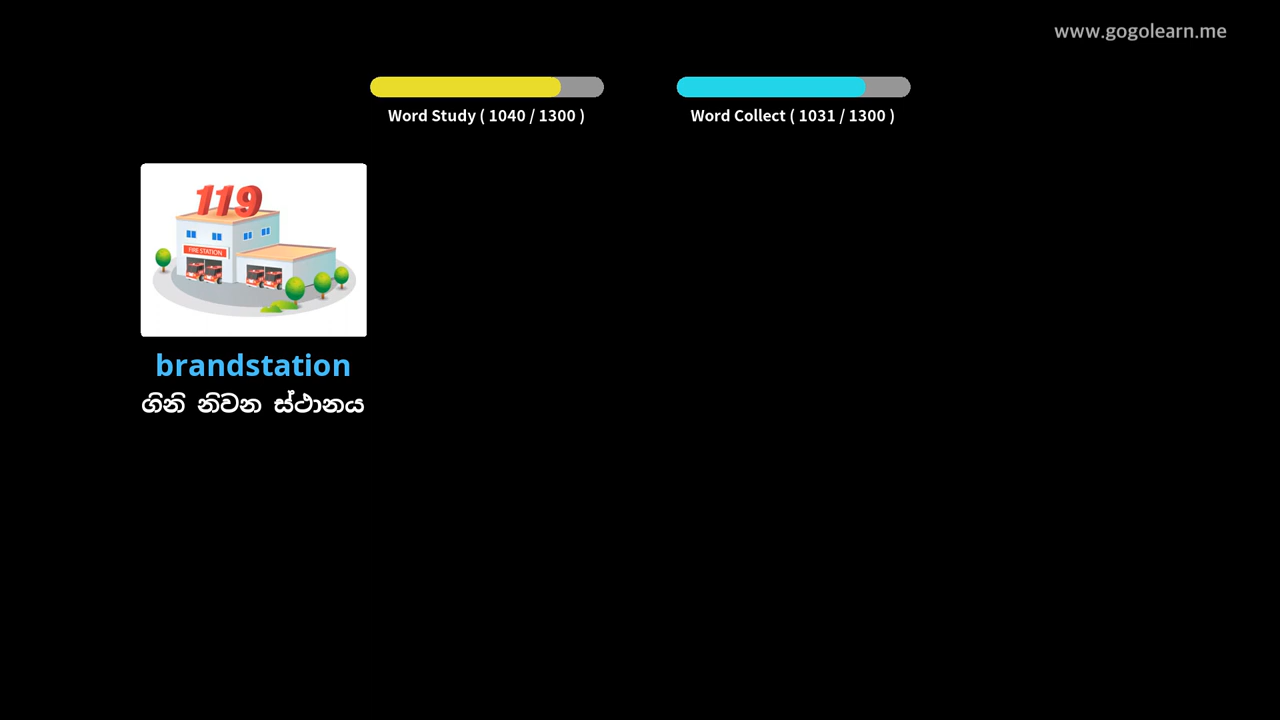 www.gogolearn.me
Word Study ( 1040 / 1300 )
Word Collect ( 1031 / 1300 )
119
FIRE STATION
brandstation
ගිනි නිවන ස්ථානය